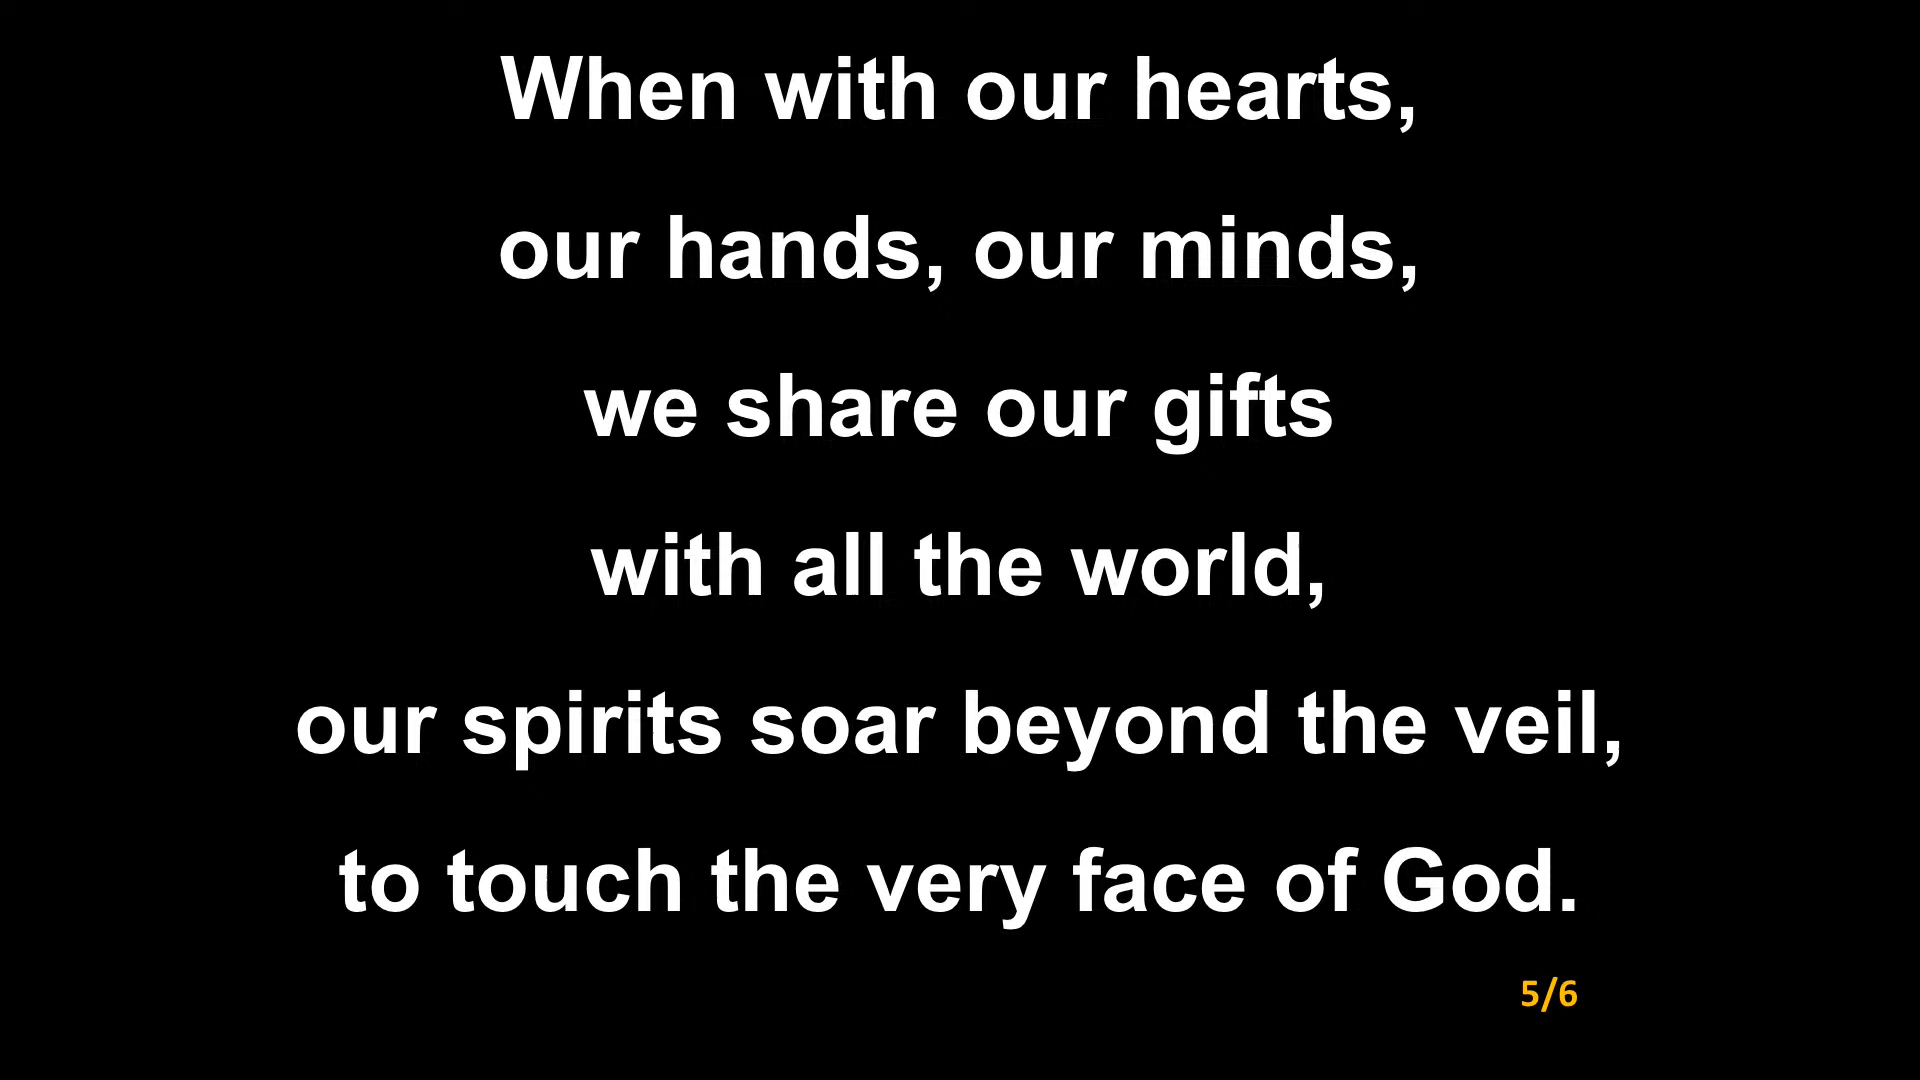 When with our hearts,
our hands, our minds,
we share our gifts
with all the world,
our spirits soar beyond the veil,
to touch the very face of God.
5/6